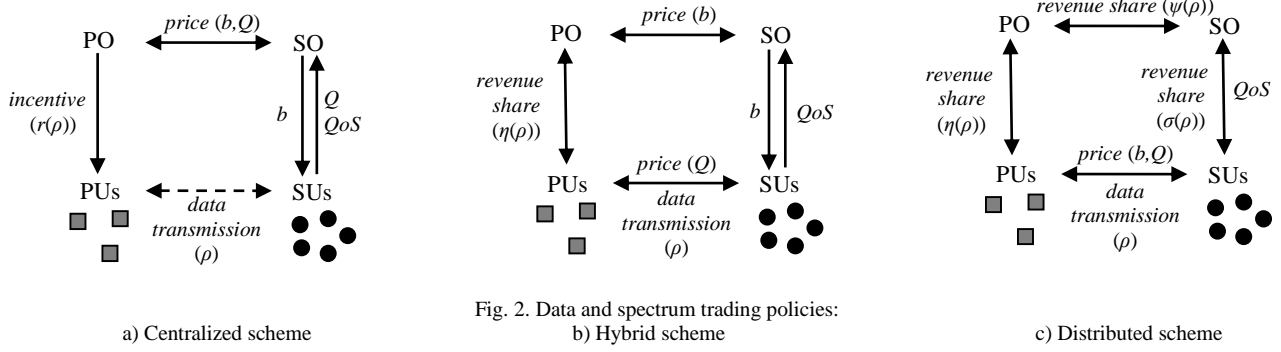 price (b,Q)
PO
SO
incentive
(r(ρ))
b
Q
QoS
PUs
SUs
data
transmission
(ρ)
a) Centralized scheme
price (b)
PO
SO
revenue
share
(η(ρ))
b
QoS
PUs
price (Q)
SUs
data
transmission
(ρ)
Fig. 2. Data and spectrum trading policies:
b) Hybrid scheme
revenue share (ψ(ρ))
PO
SO
revenue
share
(η(ρ))
revenue
share
(σ(ρ))
QoS
PUs
price (b,Q)
SUs
data
transmission
(ρ)
c) Distributed scheme